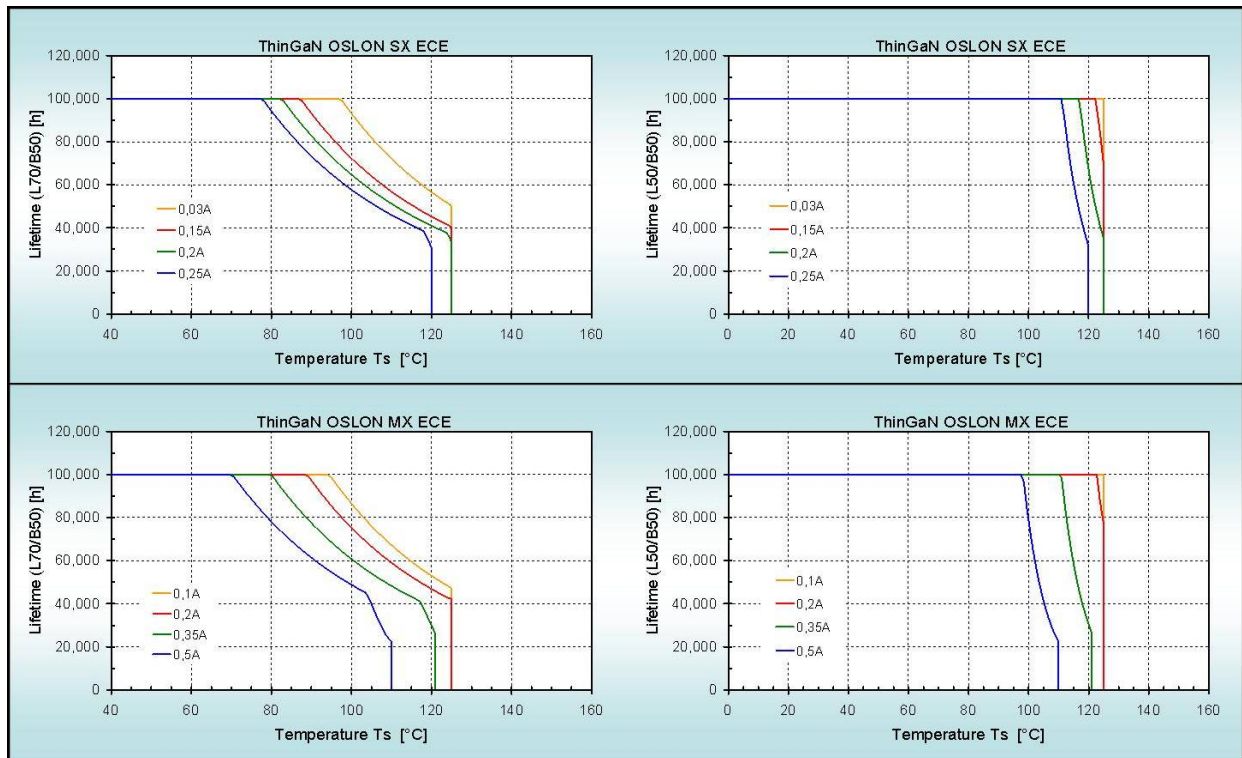 ThinGaN OSLON SX ECE
120,000
100,000
80,000
60,000
40,000
20,000
0
Lifetime (L70/B50) [h]
0,03A
0,15A
0,2A
0,25A
40 60 80 100 120 140 160
Temperature Ts [°C]
ThinGaN OSLON SX ECE
120,000
100,000
80,000
60,000
40,000
20,000
0
Lifetime (L50/B50) [h]
0,03A
0,15A
0,2A
0,25A
0 20 40 60 80 100 120 140 160
Temperature Ts [°C]
ThinGaN OSLON MX ECE
120,000
100,000
80,000
60,000
40,000
20,000
0
Lifetime (L70/B50) [h]
0,1A
0,2A
0,35A
0,5A
40 60 80 100 120 140 160
Temperature Ts [°C]
ThinGaN OSLON MX ECE
120,000
100,000
80,000
60,000
40,000
20,000
0
Lifetime (L50/B50) [h]
0,1A
0,2A
0,35A
0,5A
0 20 40 60 80 100 120 140 160
Temperature Ts [°C]